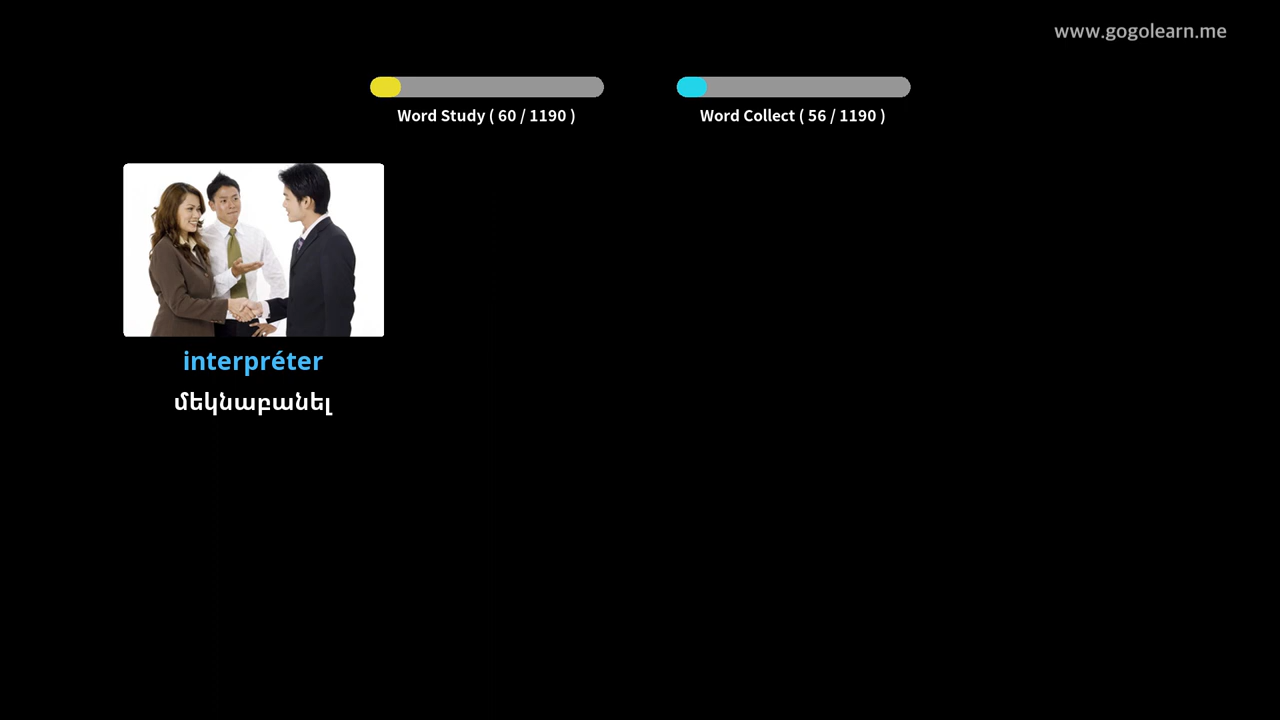 www.gogolearn.me
Word Study ( 60 / 1190 )
Word Collect ( 56 / 1190 )
interpréter
մեկնաբանել